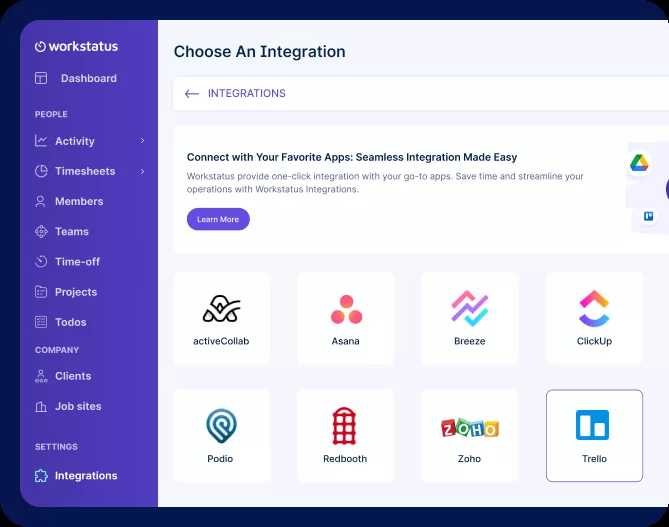 workstatus
Dashboard
PEOPLE
Activity
Timesheets
Members
Teams
Time-off
Projects
Todos
COMPANY
Clients
Job sites
SETTINGS
Integrations
Choose An Integration
INTEGRATIONS
Connect with Your Favorite Apps: Seamless Integration Made Easy
Workstatus provide one-click integration with your go-to apps. Save time and streamline your
operations with Workstatus Integrations.
Learn More
activeCollab
Asana
Breeze
ClickUp
Podio
Redbooth
ZOHO
Zoho
Trello